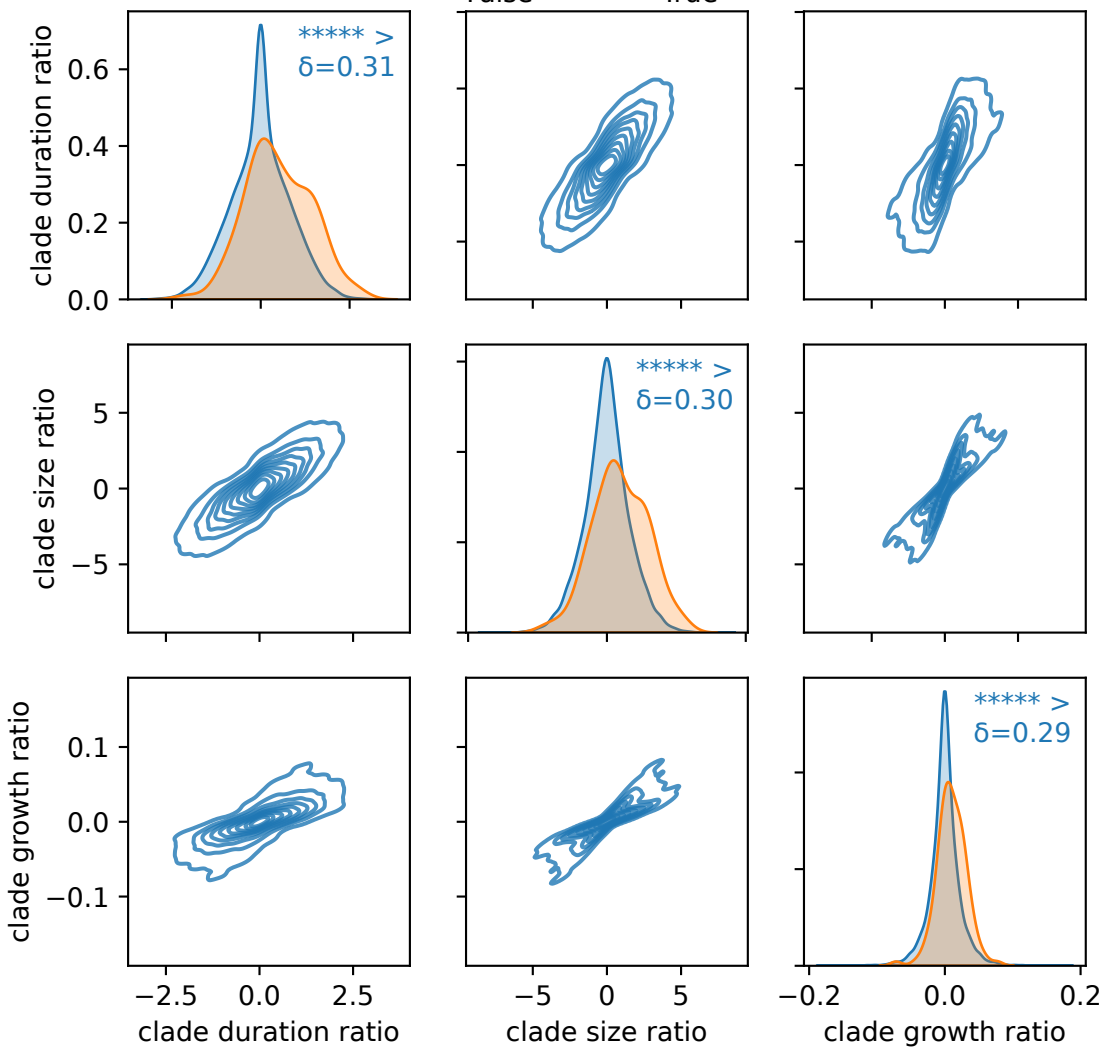 clade duration ratio
0.6
0.4
0.2
0.0
***** >
δ=0.31
clade size ratio
5
0
−5
***** >
δ=0.30
clade growth ratio
0.1
0.0
−0.1
***** >
δ=0.29
−2.5 0.0 2.5
−5 0 5
−0.2 0.0 0.2
clade duration ratio
clade size ratio
clade growth ratio